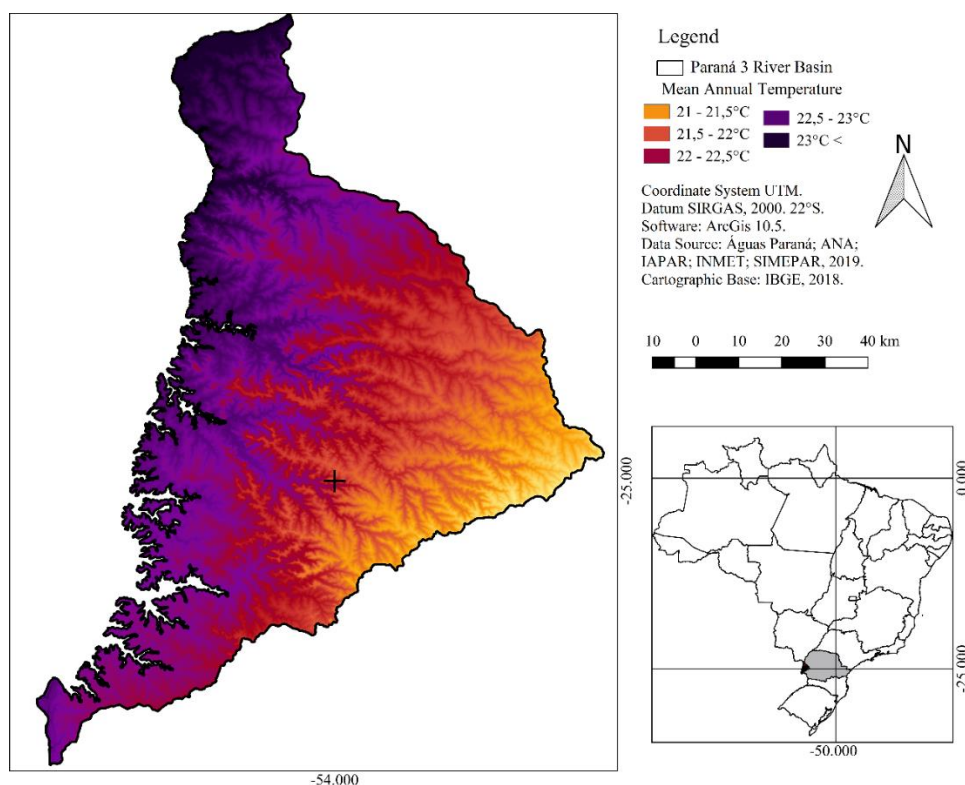 Legend
Paraná 3 River Basin
Mean Annual Temperature
21 - 21,5°C
22,5 - 23°C
21,5 - 22°C
23°C <
22 - 22,5°C
N
Coordinate System UTM.
Datum SIRGAS, 2000. 22°S.
Software: ArcGis 10.5.
Data Source: Águas Paraná; ANA;
IAPAR; INMET; SIMEPAR, 2019.
Cartographic Base: IBGE, 2018.
10 0 10 20 30 40 km
-25.000
-54.000
0.000
-25.000
-50.000